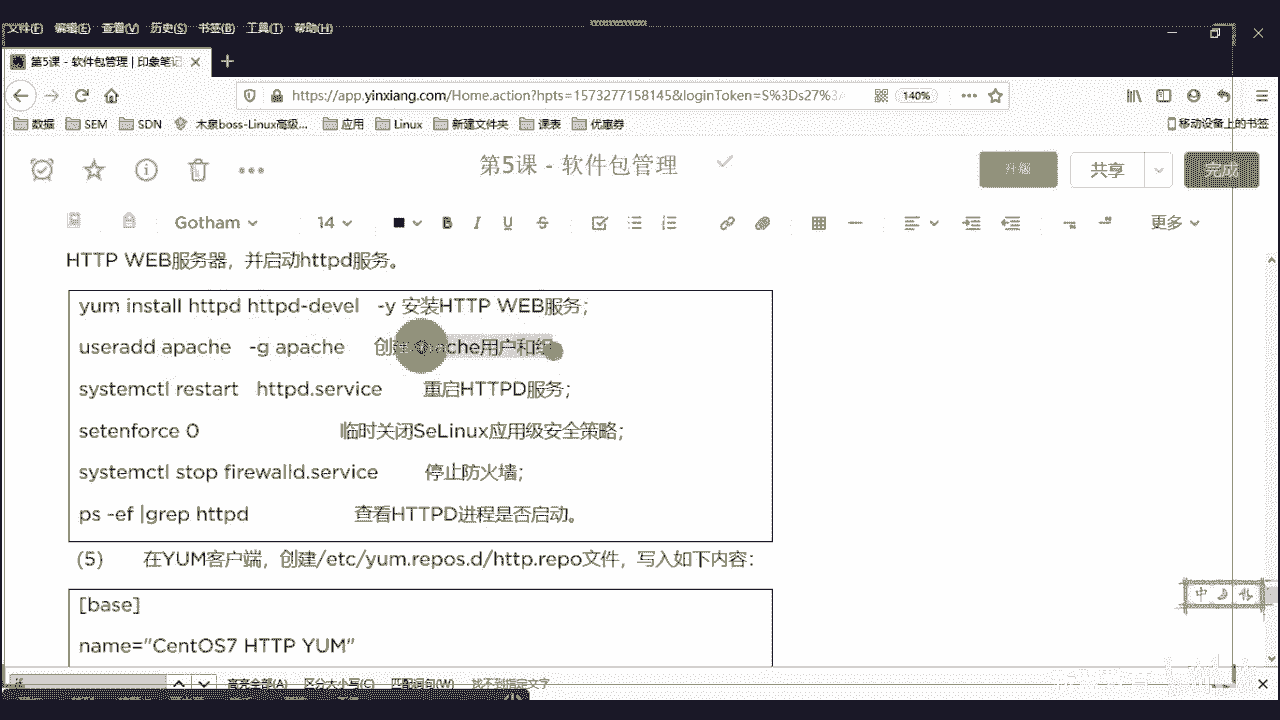 文件(F) 编辑(E) 查看(V) 历史(S) 书签(B) 工具(T) 帮助(H)
第5课 - 软件包管理 | 印象笔记
https://app.yinxiang.com/Home.action?hpts=1573277158145&loginToken=S%3Ds27%3A 140%
数据 SEM SDN 木泉boss-Linux高级... 应用 Linux 新建文件夹 课表 优惠券 移动设备上的书签
第5课 - 软件包管理 升级 共享 完成
Gotham 14 B I U S 更多
HTTP WEB服务器，并启动httpd服务。
yum install httpd httpd-devel -y 安装HTTP WEB服务；
useradd apache -g apache 创建apache用户和组
systemctl restart httpd.service 重启HTTPD服务；
setenforce 0 临时关闭SeLinux应用级安全策略；
systemctl stop firewalld.service 停止防火墙；
ps -ef |grep httpd 查看HTTPD进程是否启动。
(5) 在YUM客户端，创建/etc/yum.repos.d/http.repo文件，写入如下内容：
[base]
name="CentOS7 HTTP YUM"
高亮全部(A) 区分大小写(C) 匹配词句(W) 找不到指定文字